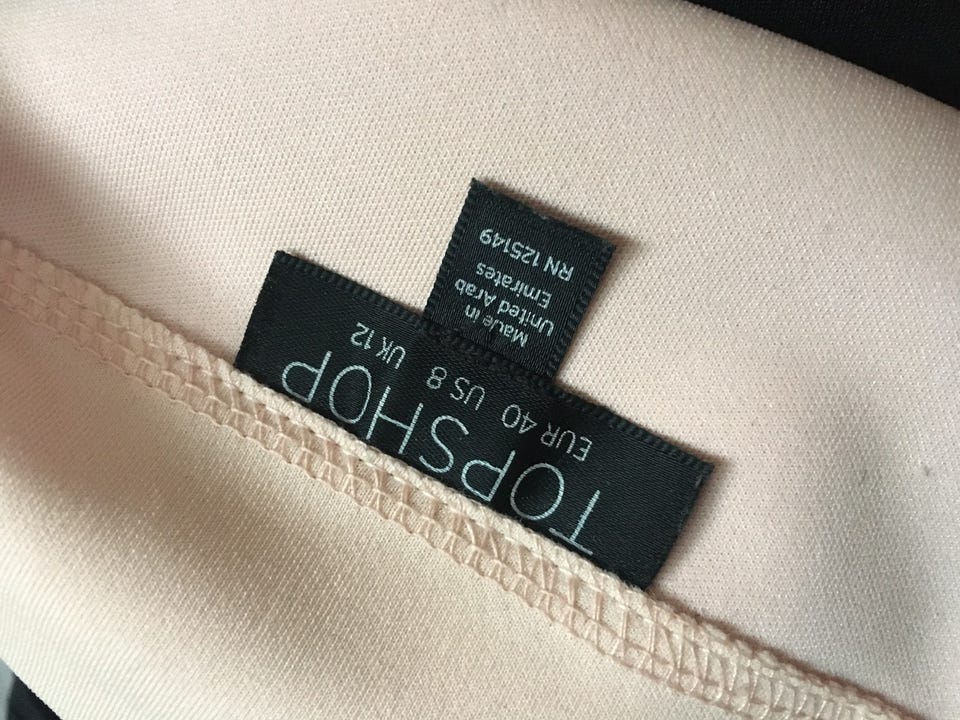 TOPSHOP
EUR 40 US 8 UK 12
Made in
United Arab
Emirates
RN 125149